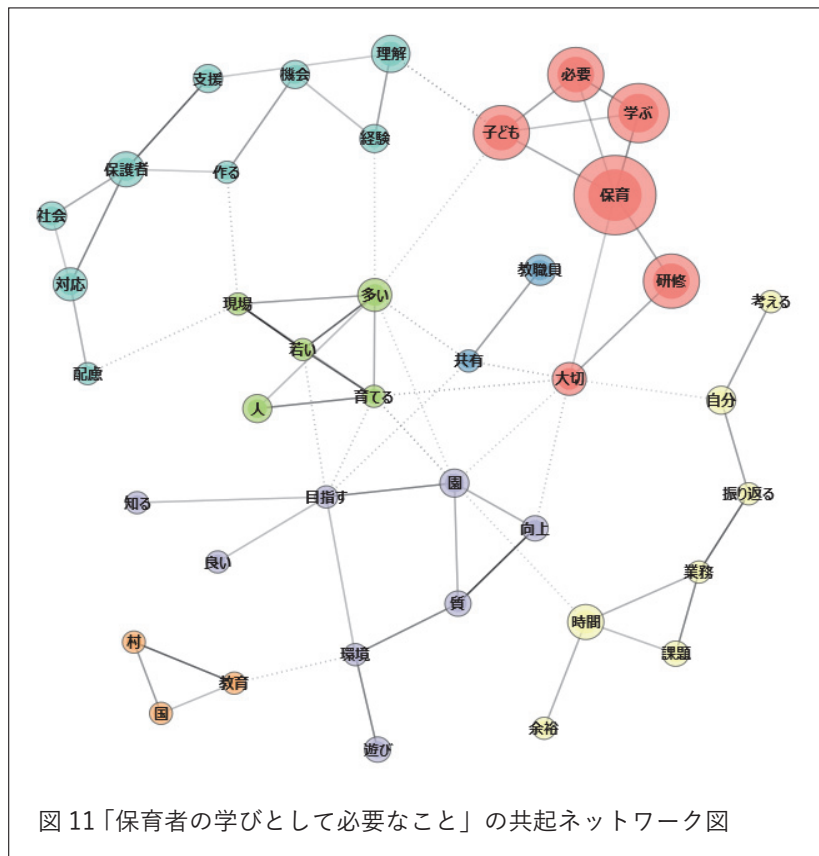 理解
支援
機会
必要
学ぶ
子ども
経験
保護者
作る
保育
社会
対応
教職員
研修
現場
多い
考える
若い
共有
配慮
大切
育てる
人
自分
知る
目指す
園
振り返る
向上
良い
業務
質
時間
村
環境
課題
教育
国
余裕
遊び
図 11「保育者の学びとして必要なこと」の共起ネットワーク図